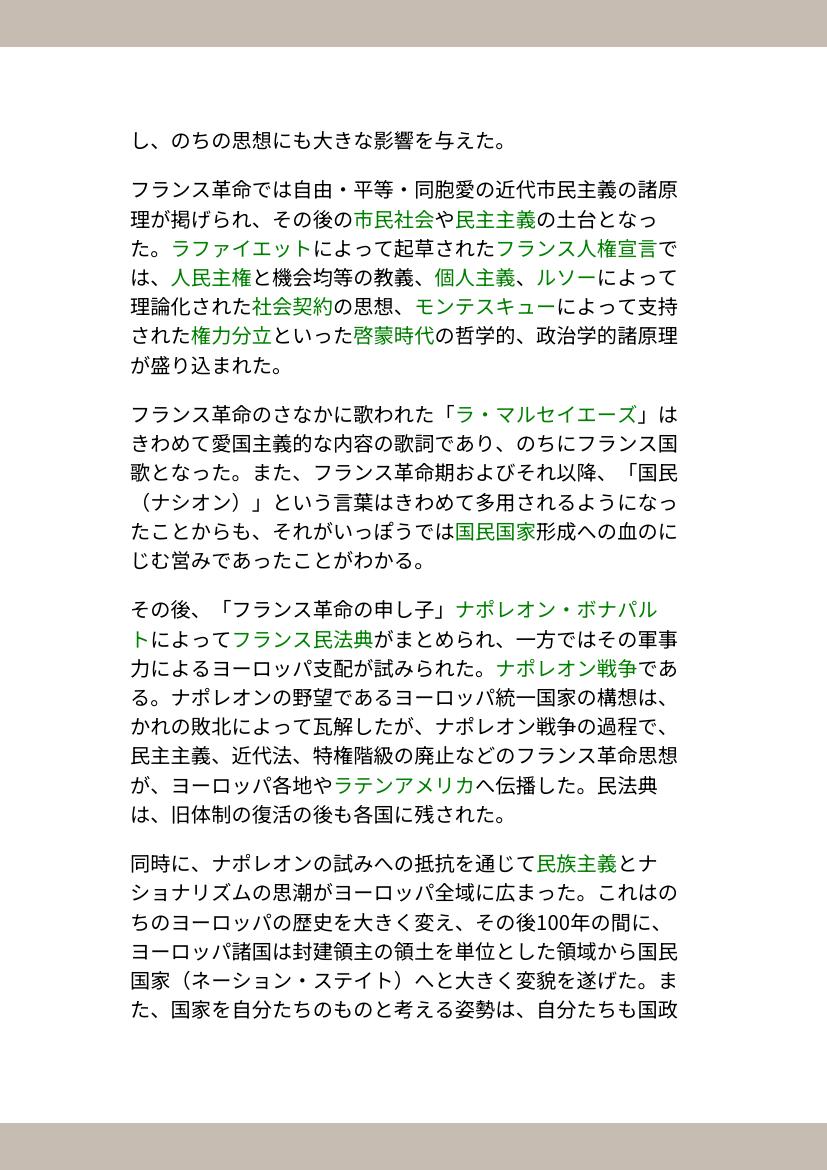 し、のちの思想にも大きな影響を与えた。
フランス革命では自由・平等・同胞愛の近代市民主義の諸原
理が掲げられ、その後の市民社会や民主主義の土台となっ
た。ラファイエットによって起草されたフランス人権宣言で
は、人民主権と機会均等の教義、個人主義、ルソーによって
理論化された社会契約の思想、モンテスキューによって支持
された権力分立といった啓蒙時代の哲学的、政治学的諸原理
が盛り込まれた。
フランス革命のさなかに歌われた「ラ・マルセイエーズ」は
きわめて愛国主義的な内容の歌詞であり、のちにフランス国
歌となった。また、フランス革命期およびそれ以降、「国民
（ナシオン）」という言葉はきわめて多用されるようになっ
たことからも、それがいっぽうでは国民国家形成への血のに
じむ営みであったことがわかる。
その後、「フランス革命の申し子」ナポレオン・ボナパル
トによってフランス民法典がまとめられ、一方ではその軍事
力によるヨーロッパ支配が試みられた。ナポレオン戦争であ
る。ナポレオンの野望であるヨーロッパ統一国家の構想は、
かれの敗北によって瓦解したが、ナポレオン戦争の過程で、
民主主義、近代法、特権階級の廃止などのフランス革命思想
が、ヨーロッパ各地やラテンアメリカへ伝播した。民法典
は、旧体制の復活の後も各国に残された。
同時に、ナポレオンの試みへの抵抗を通じて民族主義とナ
ショナリズムの思潮がヨーロッパ全域に広まった。これはの
ちのヨーロッパの歴史を大きく変え、その後100年の間に、
ヨーロッパ諸国は封建領主の領土を単位とした領域から国民
国家（ネーション・ステイト）へと大きく変貌を遂げた。ま
た、国家を自分たちのものと考える姿勢は、自分たちも国政